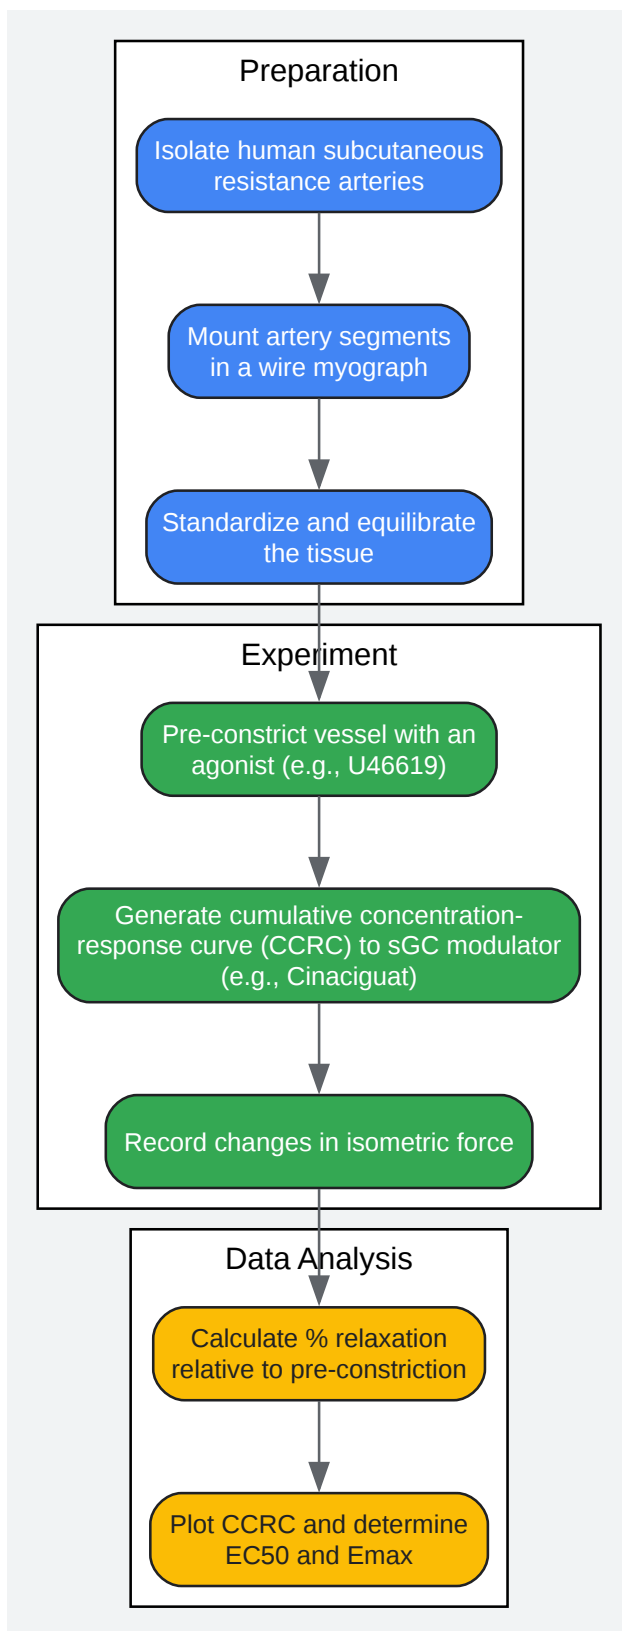 Preparation
Isolate human subcutaneous
resistance arteries
Mount artery segments
in a wire myograph
Standardize and equilibrate
the tissue
Experiment
Pre-constrict vessel with an
agonist (e.g., U46619)
Generate cumulative concentration-
response curve (CCRC) to sGC modulator
(e.g., Cinaciguat)
Record changes in isometric force
Data Analysis
Calculate % relaxation
relative to pre-constriction
Plot CCRC and determine
EC50 and Emax